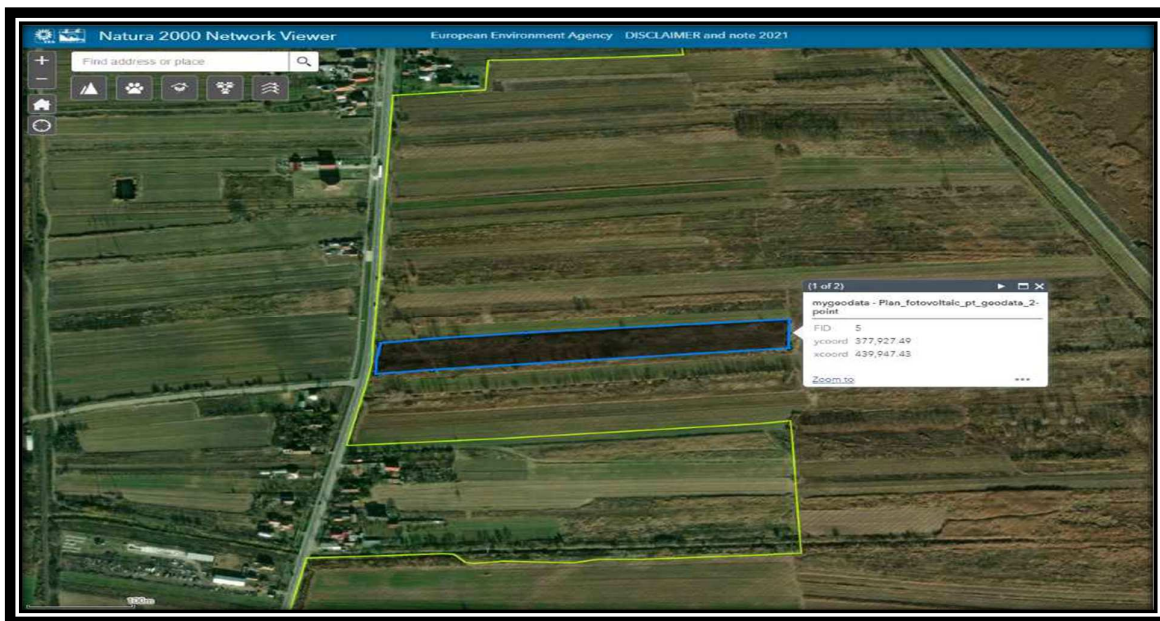 Natura 2000 Network Viewer
European Environment Agency DISCLAIMER and note 2021
+
Find address or place
−
(1 of 2)
mygeodata - Plan_fotovoltaic_pt_geodata_2-
point
FID 5
ycoord 377,927.49
xcoord 439,947.43
Zoom to
•••
100m